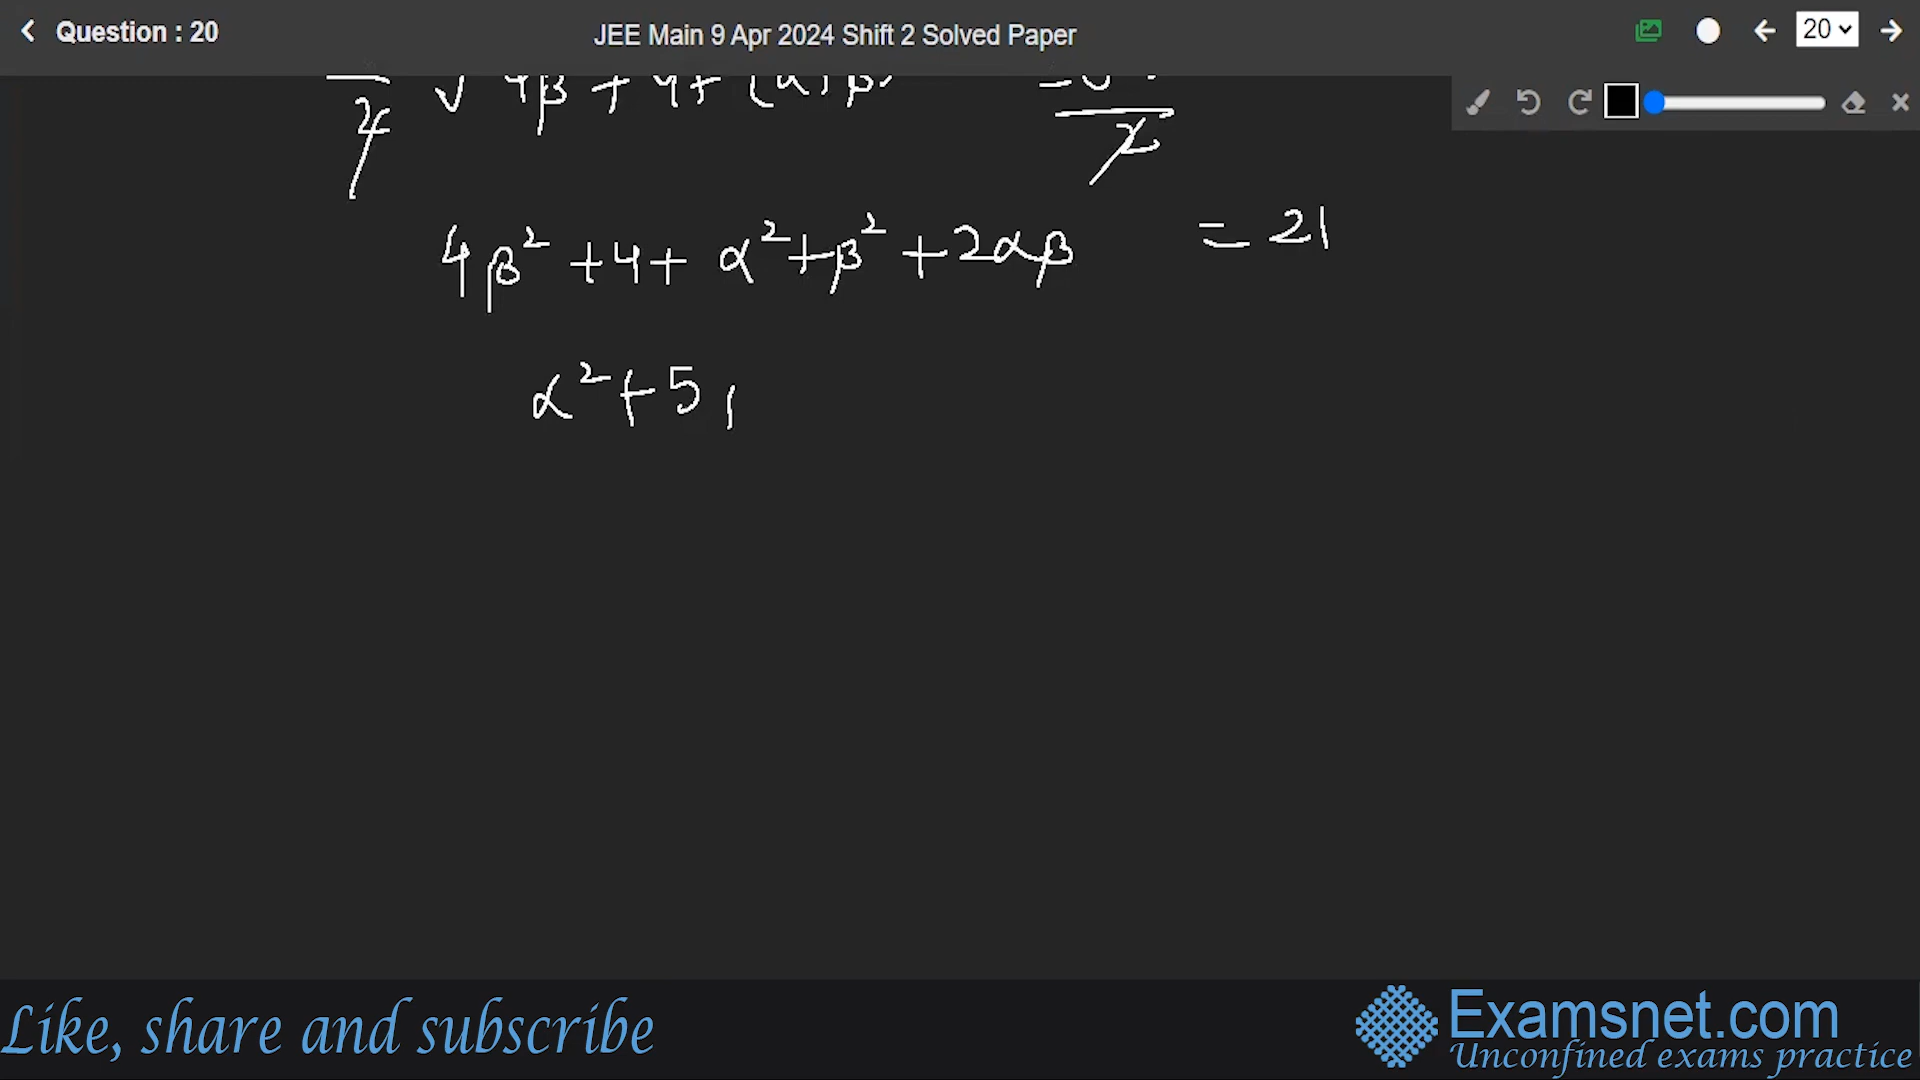 Question : 20
JEE Main 9 Apr 2024 Shift 2 Solved Paper
20
4β² + 4 + α² + β² + 2αβ = 21
α² + 5
Like, share and subscribe
Examsnet.com
Unconfined exams practice